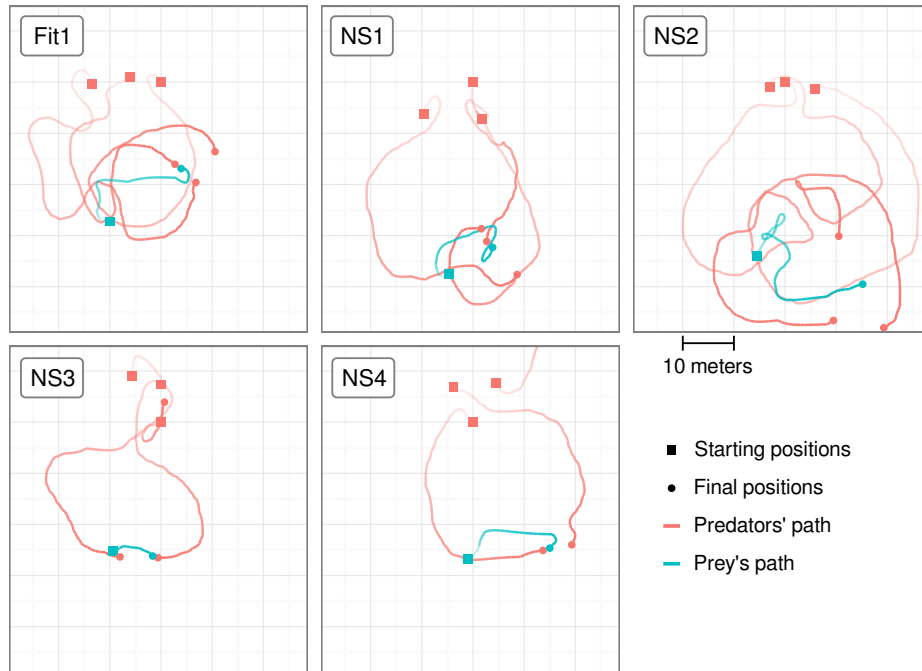 Fit1
NS1
NS2
NS3
NS4
10 meters
Starting positions
Final positions
Predators' path
Prey's path